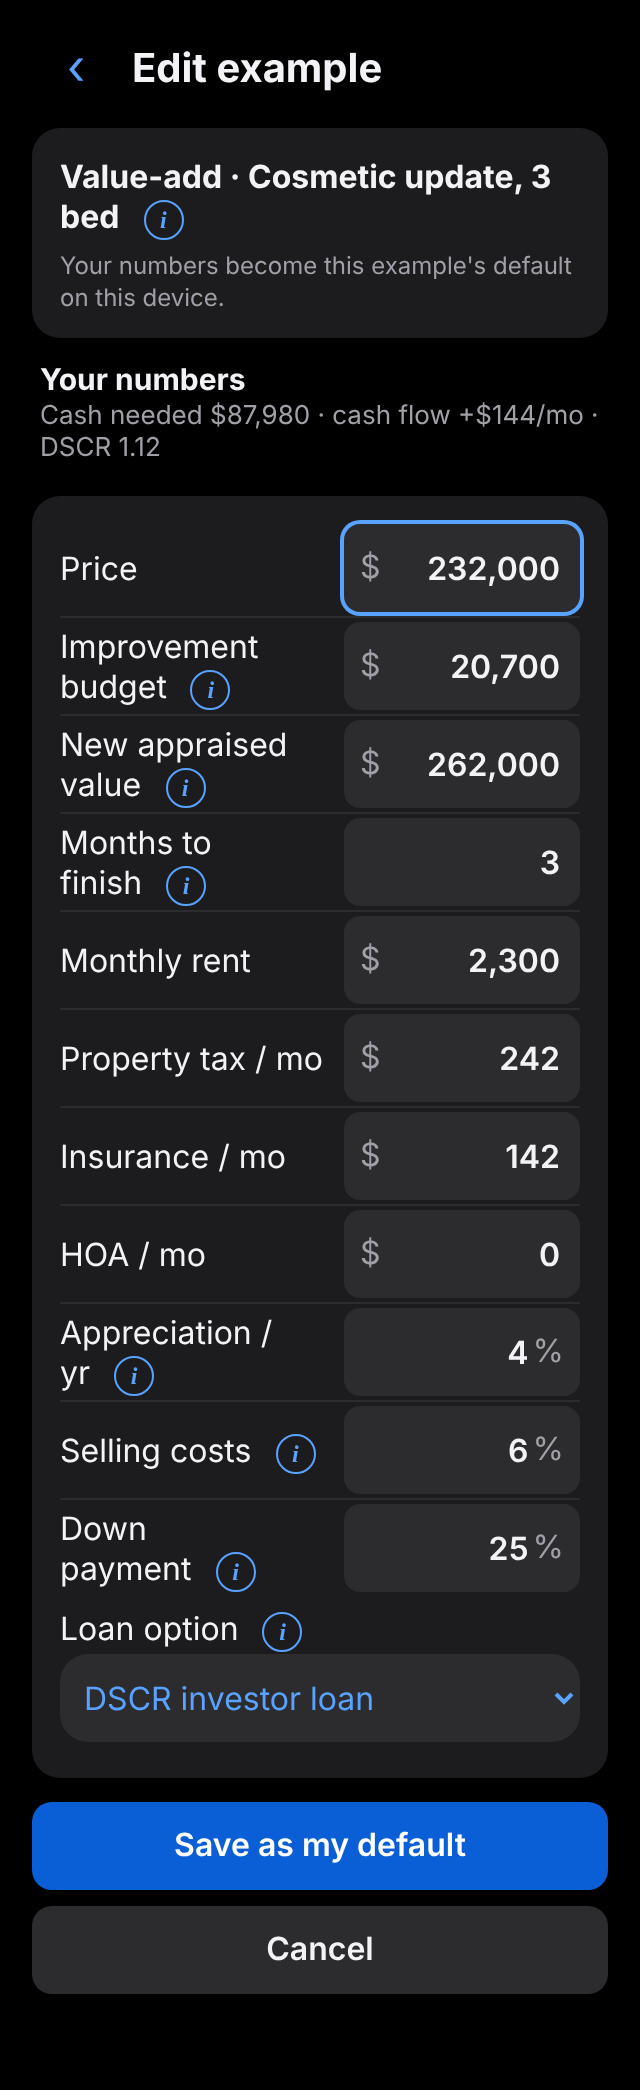 Edit example
Value-add · Cosmetic update, 3
bed i
Your numbers become this example's default
on this device.
Your numbers
Cash needed $87,980 · cash flow +$144/mo ·
DSCR 1.12
Price $ 232,000
Improvement
budget i $ 20,700
New appraised
value i $ 262,000
Months to
finish i 3
Monthly rent $ 2,300
Property tax / mo $ 242
Insurance / mo $ 142
HOA / mo $ 0
Appreciation /
yr i 4 %
Selling costs i 6 %
Down
payment i 25 %
Loan option i
DSCR investor loan
Save as my default
Cancel